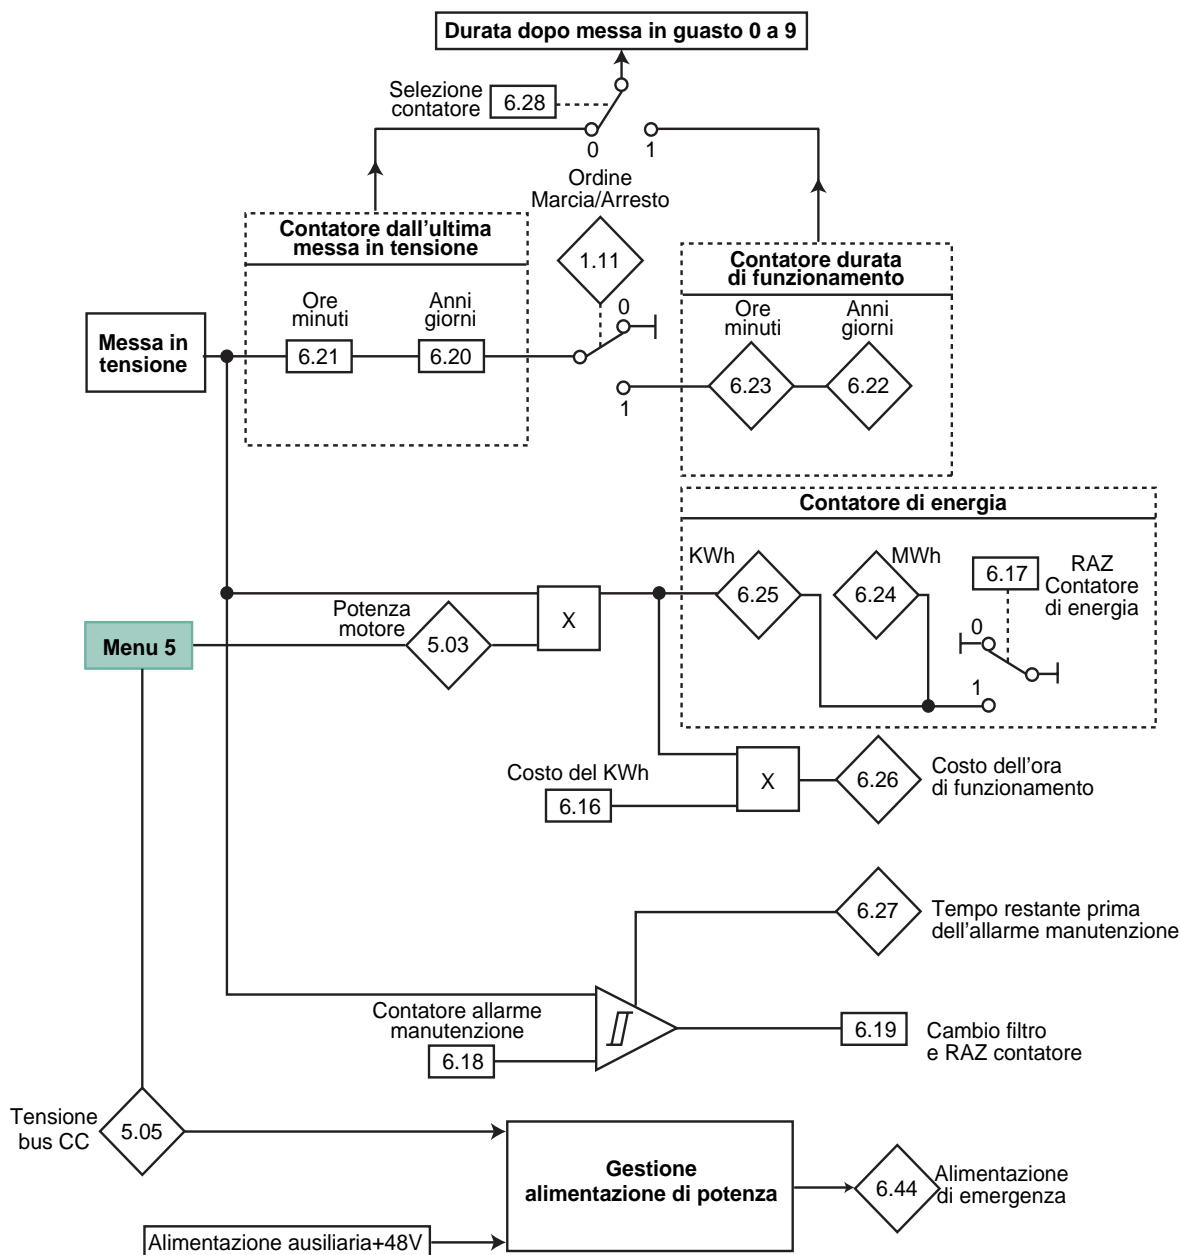 Durata dopo messa in guasto 0 a 9
Selezione
contatore
6.28
0
1
Ordine
Marcia/Arresto
1.11
0
1
Contatore dall'ultima
messa in tensione
Ore
minuti
Anni
giorni
6.21
6.20
Messa in
tensione
Contatore durata
di funzionamento
Ore
minuti
Anni
giorni
6.23
6.22
Contatore di energia
KWh
6.25
MWh
6.24
6.17
RAZ
Contatore
di energia
0
1
Potenza
motore
5.03
X
Menu 5
Costo del KWh
6.16
X
6.26
Costo dell'ora
di funzionamento
6.27
Tempo restante prima
dell'allarme manutenzione
Contatore allarme
manutenzione
6.18
6.19
Cambio filtro
e RAZ contatore
Tensione
bus CC
5.05
Gestione
alimentazione di potenza
6.44
Alimentazione
di emergenza
Alimentazione ausiliaria+48V